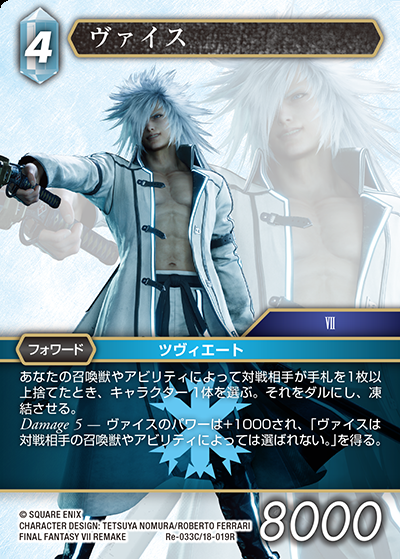 4
ヴァイス
VII
フォワード
ツヴィエート
あなたの召喚獣やアビリティによって対戦相手が手札を1枚以
上捨てたとき、キャラクター1体を選ぶ。それをダルにし、凍
結させる。
Damage 5 — ヴァイスのパワーは+1000され、「ヴァイスは
対戦相手の召喚獣やアビリティによっては選ばれない。」を得る。
© SQUARE ENIX
CHARACTER DESIGN: TETSUYA NOMURA/ROBERTO FERRARI
FINAL FANTASY VII REMAKE
Re-033C/18-019R
8000